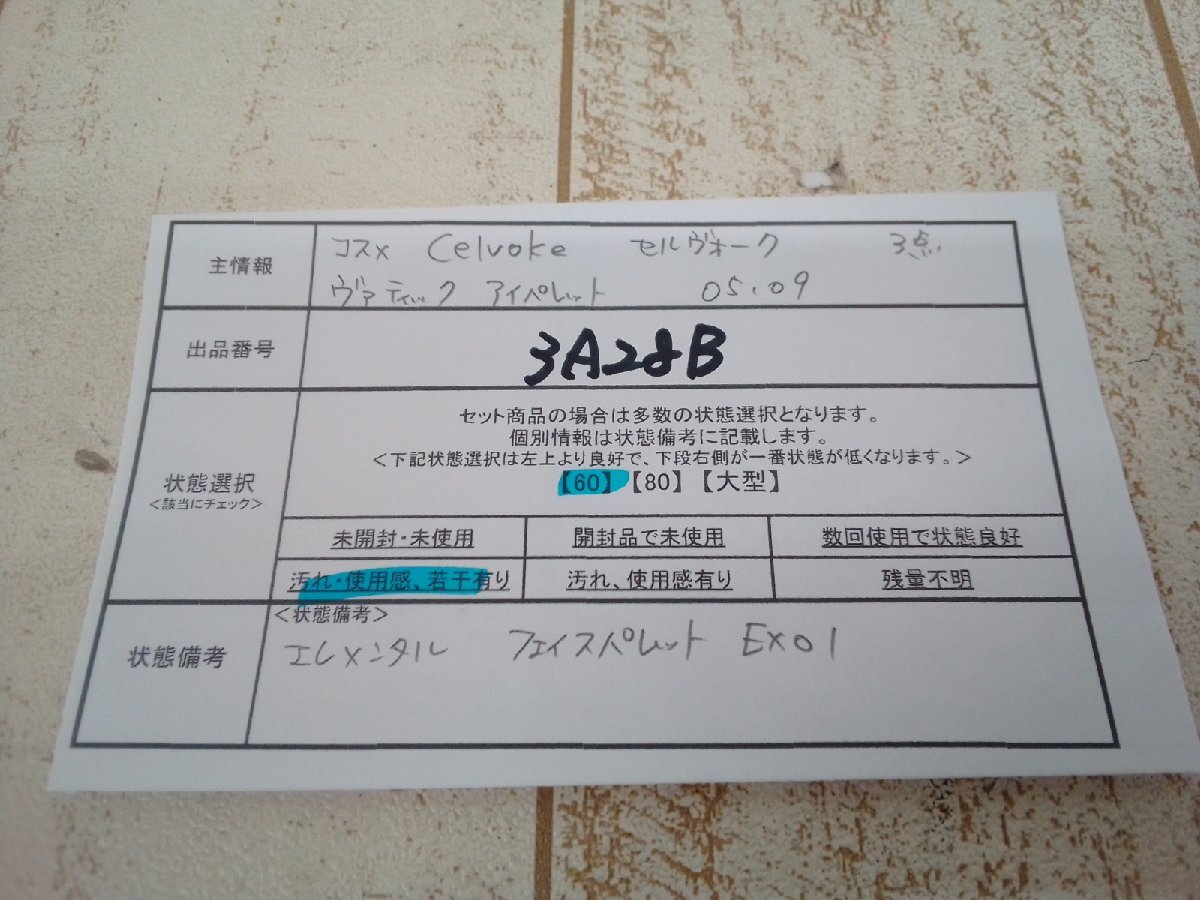 主情報
コスメ Celvoke セルヴォーク 3点
ヴァティック アイパレット 05.09
出品番号
3A28B
状態選択
<該当にチェック>
セット商品の場合は多数の状態選択となります。
個別情報は状態備考に記載します。
<下記状態選択は左上より良好で、下段右側が一番状態が低くなります。>
【60】【80】【大型】
未開封・未使用 開封品で未使用 数回使用で状態良好
汚れ・使用感、若干有り 汚れ、使用感有り 残量不明
状態備考
<状態備考>
エレメンタル フェイスパレット EX01